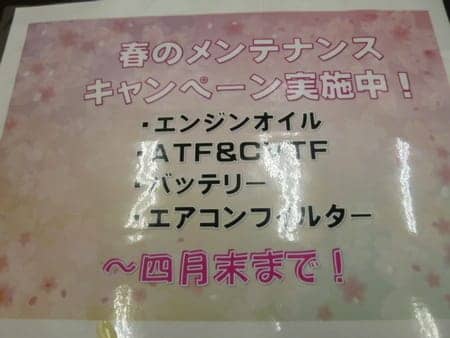 春のメンテナンス
キャンペーン実施中！
・エンジンオイル
・ATF&CVTF
・バッテリー
・エアコンフィルター
～四月末まで！